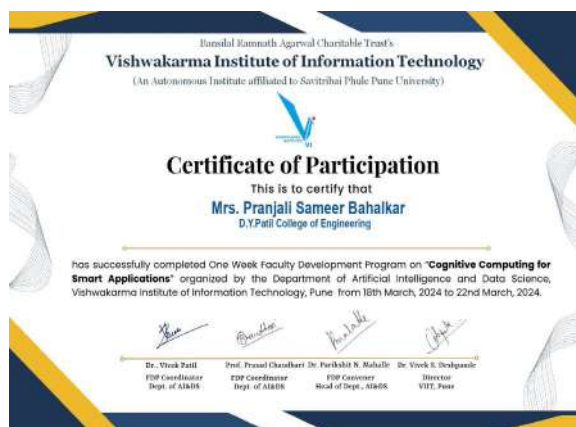 Bansilal Ramnath Agarwal Charitable Trust's
Vishwakarma Institute of Information Technology
(An Autonomous Institute affiliated to Savitribai Phule Pune University)
Certificate of Participation
This is to certify that
Mrs. Pranjali Sameer Bahalkar
D.Y.Patil College of Engineering
has successfully completed One Week Faculty Development Program on "Cognitive Computing for
Smart Applications" organized by the Department of Artificial Intelligence and Data Science,
Vishwakarma Institute of Information Technology, Pune from 18th March, 2024 to 22nd March, 2024.
Dr., Vivek Patil Prof. Prasad Chaudhari Dr. Parikshit N. Mahalle Dr. Vivek S. Deshpande
FDP Coordinator FDP Coordinator FDP Convener Director
Dept. of AI&DS Dept. of AI&DS Head of Dept., AI&DS VIIT, Pune